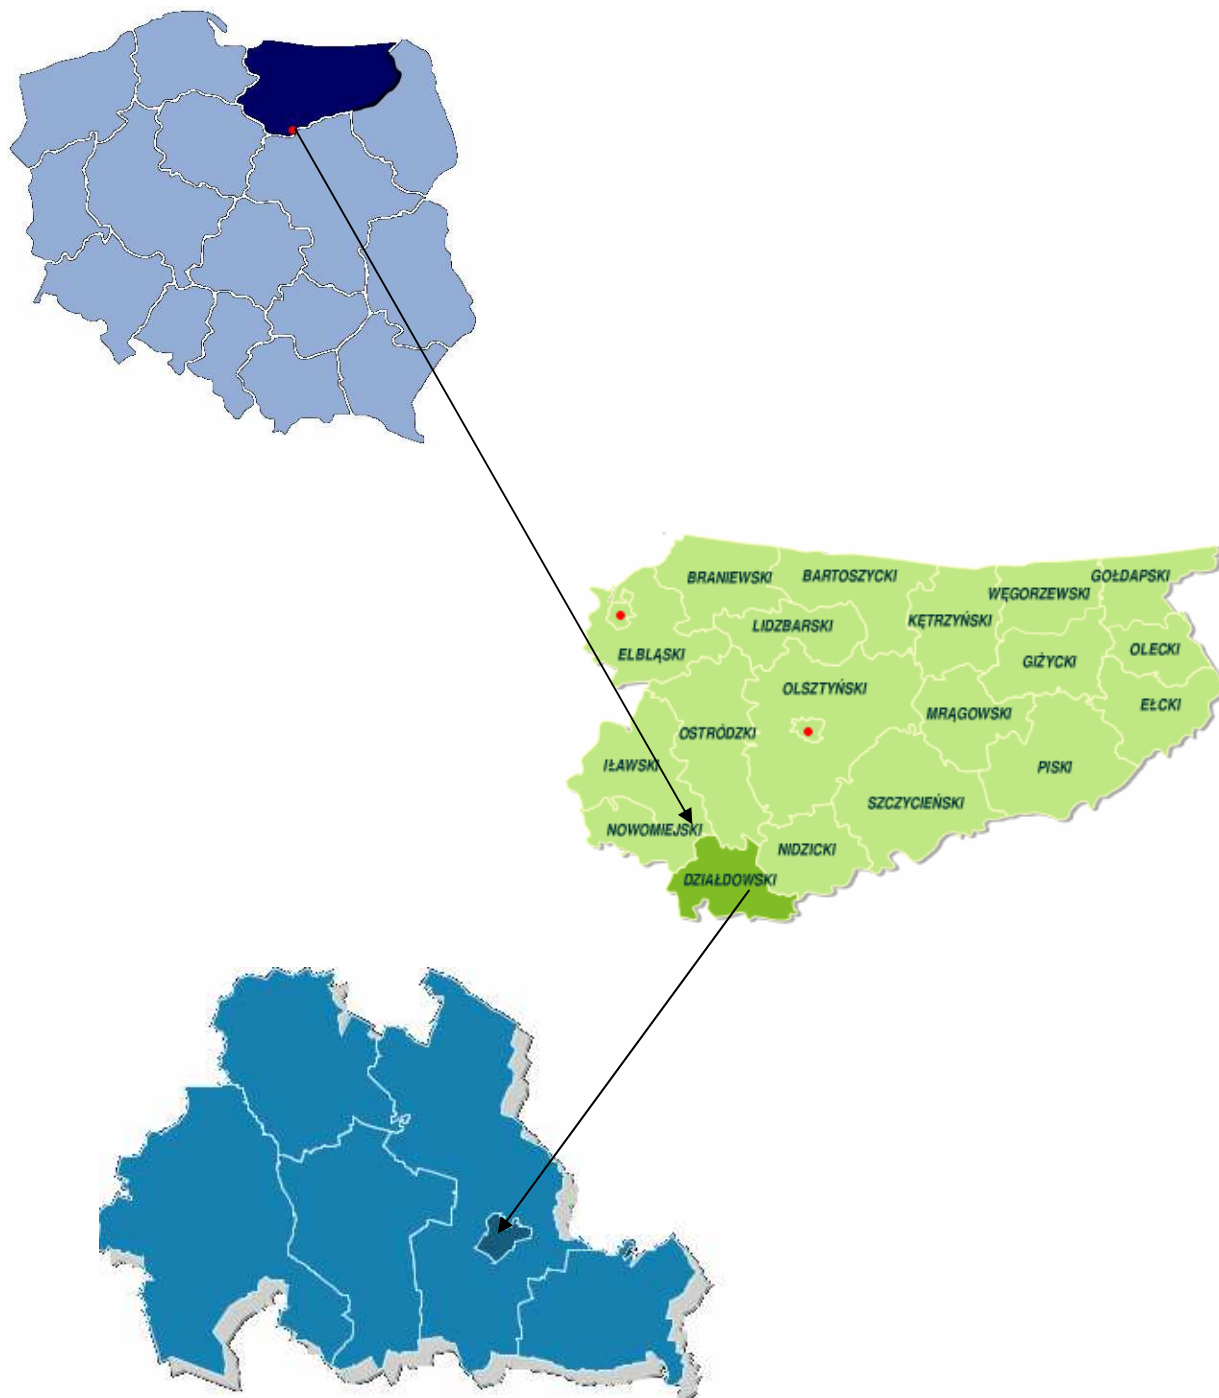 BRANIEWSKI
BARTOSZYCKI
GOŁDAPSKI
WĘGORZEWSKI
LIDZBARSKI
KĘTRZYŃSKI
ELBLĄSKI
GIŻYCKI
OLECKI
OLSZTYŃSKI
MRĄGOWSKI
EŁCKI
OSTRÓDZKI
IŁAWSKI
PISKI
SZCZYCIEŃSKI
NOWOMIEJSKI
NIDZICKI
DZIAŁDOWSKI